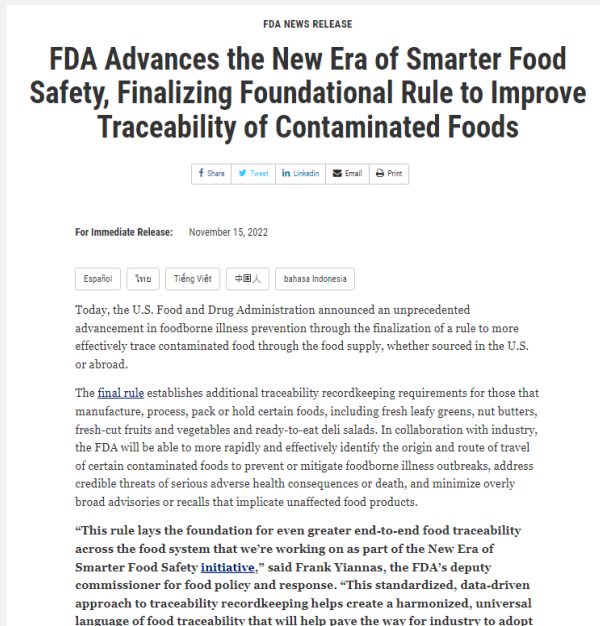 FDA NEWS RELEASE
FDA Advances the New Era of Smarter Food
Safety, Finalizing Foundational Rule to Improve
Traceability of Contaminated Foods
Share Tweet Linkedin Email Print
For Immediate Release: November 15, 2022
Español ไทย Tiếng Việt 中国人 bahasa Indonesia
Today, the U.S. Food and Drug Administration announced an unprecedented
advancement in foodborne illness prevention through the finalization of a rule to more
effectively trace contaminated food through the food supply, whether sourced in the U.S.
or abroad.
The final rule establishes additional traceability recordkeeping requirements for those that
manufacture, process, pack or hold certain foods, including fresh leafy greens, nut butters,
fresh-cut fruits and vegetables and ready-to-eat deli salads. In collaboration with industry,
the FDA will be able to more rapidly and effectively identify the origin and route of travel
of certain contaminated foods to prevent or mitigate foodborne illness outbreaks, address
credible threats of serious adverse health consequences or death, and minimize overly
broad advisories or recalls that implicate unaffected food products.
“This rule lays the foundation for even greater end-to-end food traceability
across the food system that we’re working on as part of the New Era of
Smarter Food Safety initiative,” said Frank Yiannas, the FDA’s deputy
commissioner for food policy and response. “This standardized, data-driven
approach to traceability recordkeeping helps create a harmonized, universal
language of food traceability that will help pave the way for industry to adopt